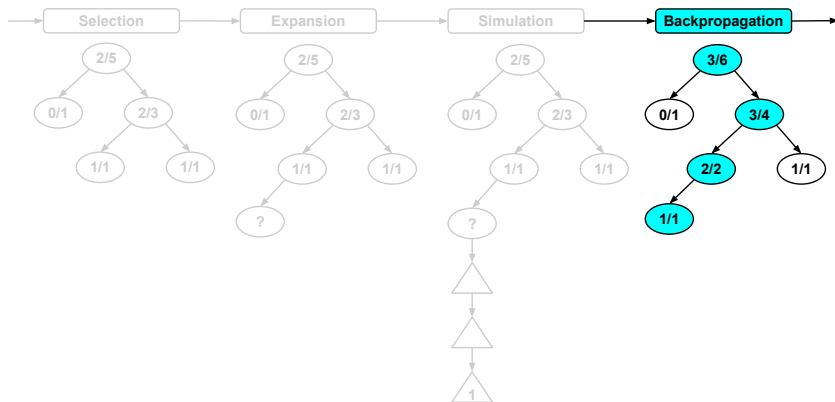 Selection Expansion Simulation Backpropagation
2/5 2/5 2/5 3/6
0/1 2/3 0/1 2/3 0/1 2/3 0/1 3/4
1/1 1/1 1/1 1/1 1/1 1/1 2/2 1/1
? ? 1/1
1